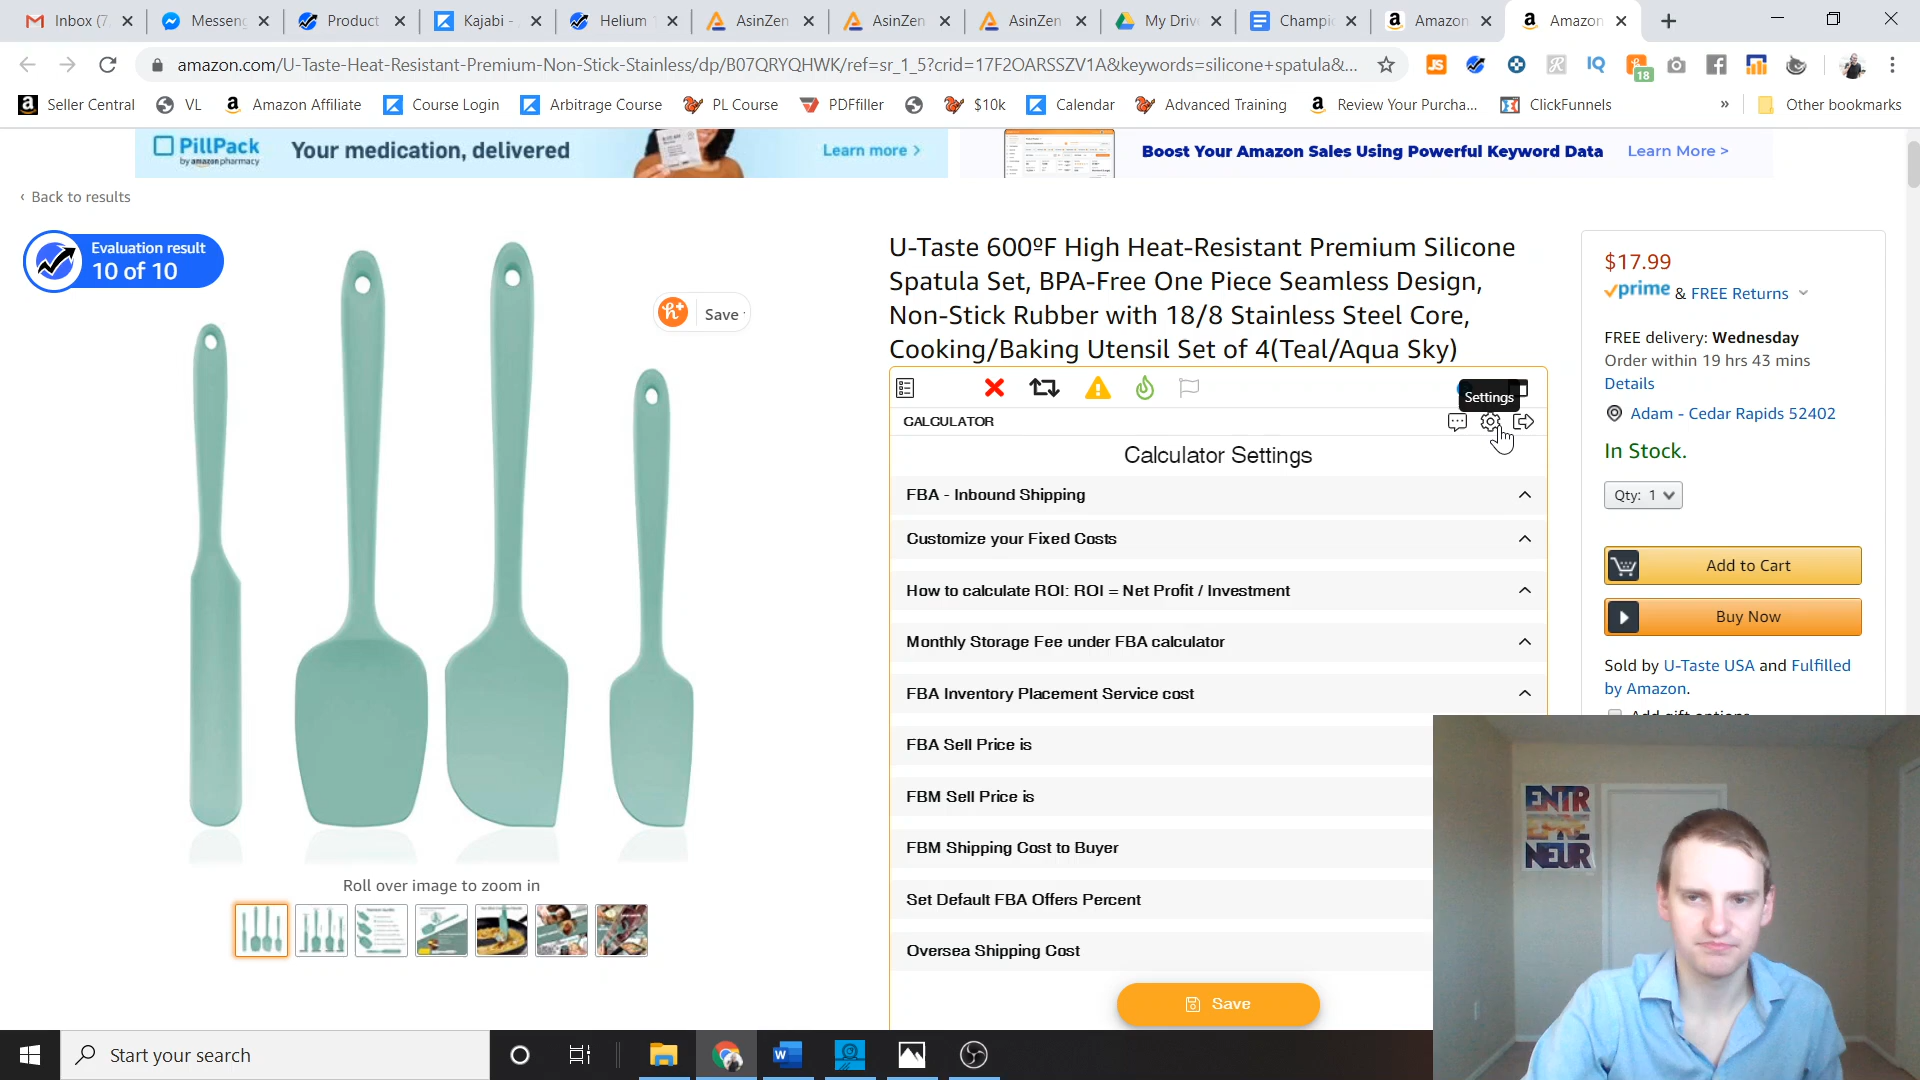 Inbox (7
Messeng
Product
Kajabi -
Helium
AsinZen
AsinZen
AsinZen
My Driv
Champi
Amazon
Amazon
amazon.com/U-Taste-Heat-Resistant-Premium-Non-Stick-Stainless/dp/B07QRYQHWK/ref=sr_1_5?crid=17F2OARSSZV1A&keywords=silicone+spatula&...
JS
IQ
18
Seller Central
VL
Amazon Affiliate
Course Login
Arbitrage Course
PL Course
PDFfiller
$10k
Calendar
Advanced Training
Review Your Purcha...
ClickFunnels
»
Other bookmarks
PillPack
by amazon pharmacy
Your medication, delivered
Learn more >
Boost Your Amazon Sales Using Powerful Keyword Data
Learn More >
‹ Back to results
Evaluation result
10 of 10
Save
U-Taste 600ºF High Heat-Resistant Premium Silicone
Spatula Set, BPA-Free One Piece Seamless Design,
Non-Stick Rubber with 18/8 Stainless Steel Core,
Cooking/Baking Utensil Set of 4(Teal/Aqua Sky)
Settings
CALCULATOR
Calculator Settings
FBA - Inbound Shipping
Customize your Fixed Costs
How to calculate ROI: ROI = Net Profit / Investment
Monthly Storage Fee under FBA calculator
FBA Inventory Placement Service cost
FBA Sell Price is
FBM Sell Price is
FBM Shipping Cost to Buyer
Set Default FBA Offers Percent
Oversea Shipping Cost
Save
$17.99
prime & FREE Returns
FREE delivery: Wednesday
Order within 19 hrs 43 mins
Details
Adam - Cedar Rapids 52402
In Stock.
Qty: 1
Add to Cart
Buy Now
Sold by U-Taste USA and Fulfilled
by Amazon.
Add gift options
Roll over image to zoom in
ENTR
EPRE
NEUR
Start your search